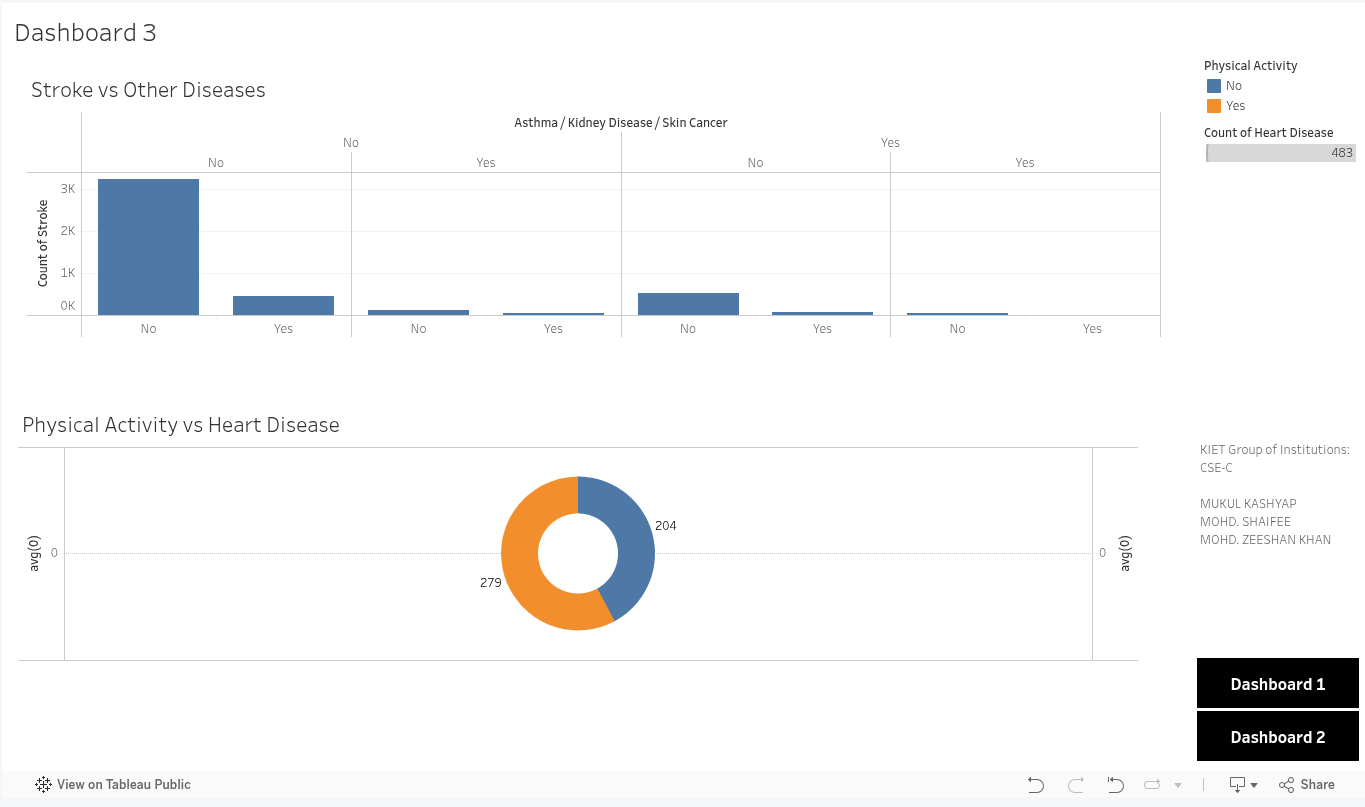 Dashboard 3
Stroke vs Other Diseases
Asthma / Kidney Disease / Skin Cancer
No Yes
No Yes No Yes
Count of Stroke
3K
2K
1K
0K
No Yes No Yes No Yes No Yes
Physical Activity
No
Yes
Count of Heart Disease
483
Physical Activity vs Heart Disease
avg(0)
0
204
279
0
avg(0)
KIET Group of Institutions:
CSE-C
MUKUL KASHYAP
MOHD. SHAIFEE
MOHD. ZEESHAN KHAN
Dashboard 1
Dashboard 2
View on Tableau Public
Share